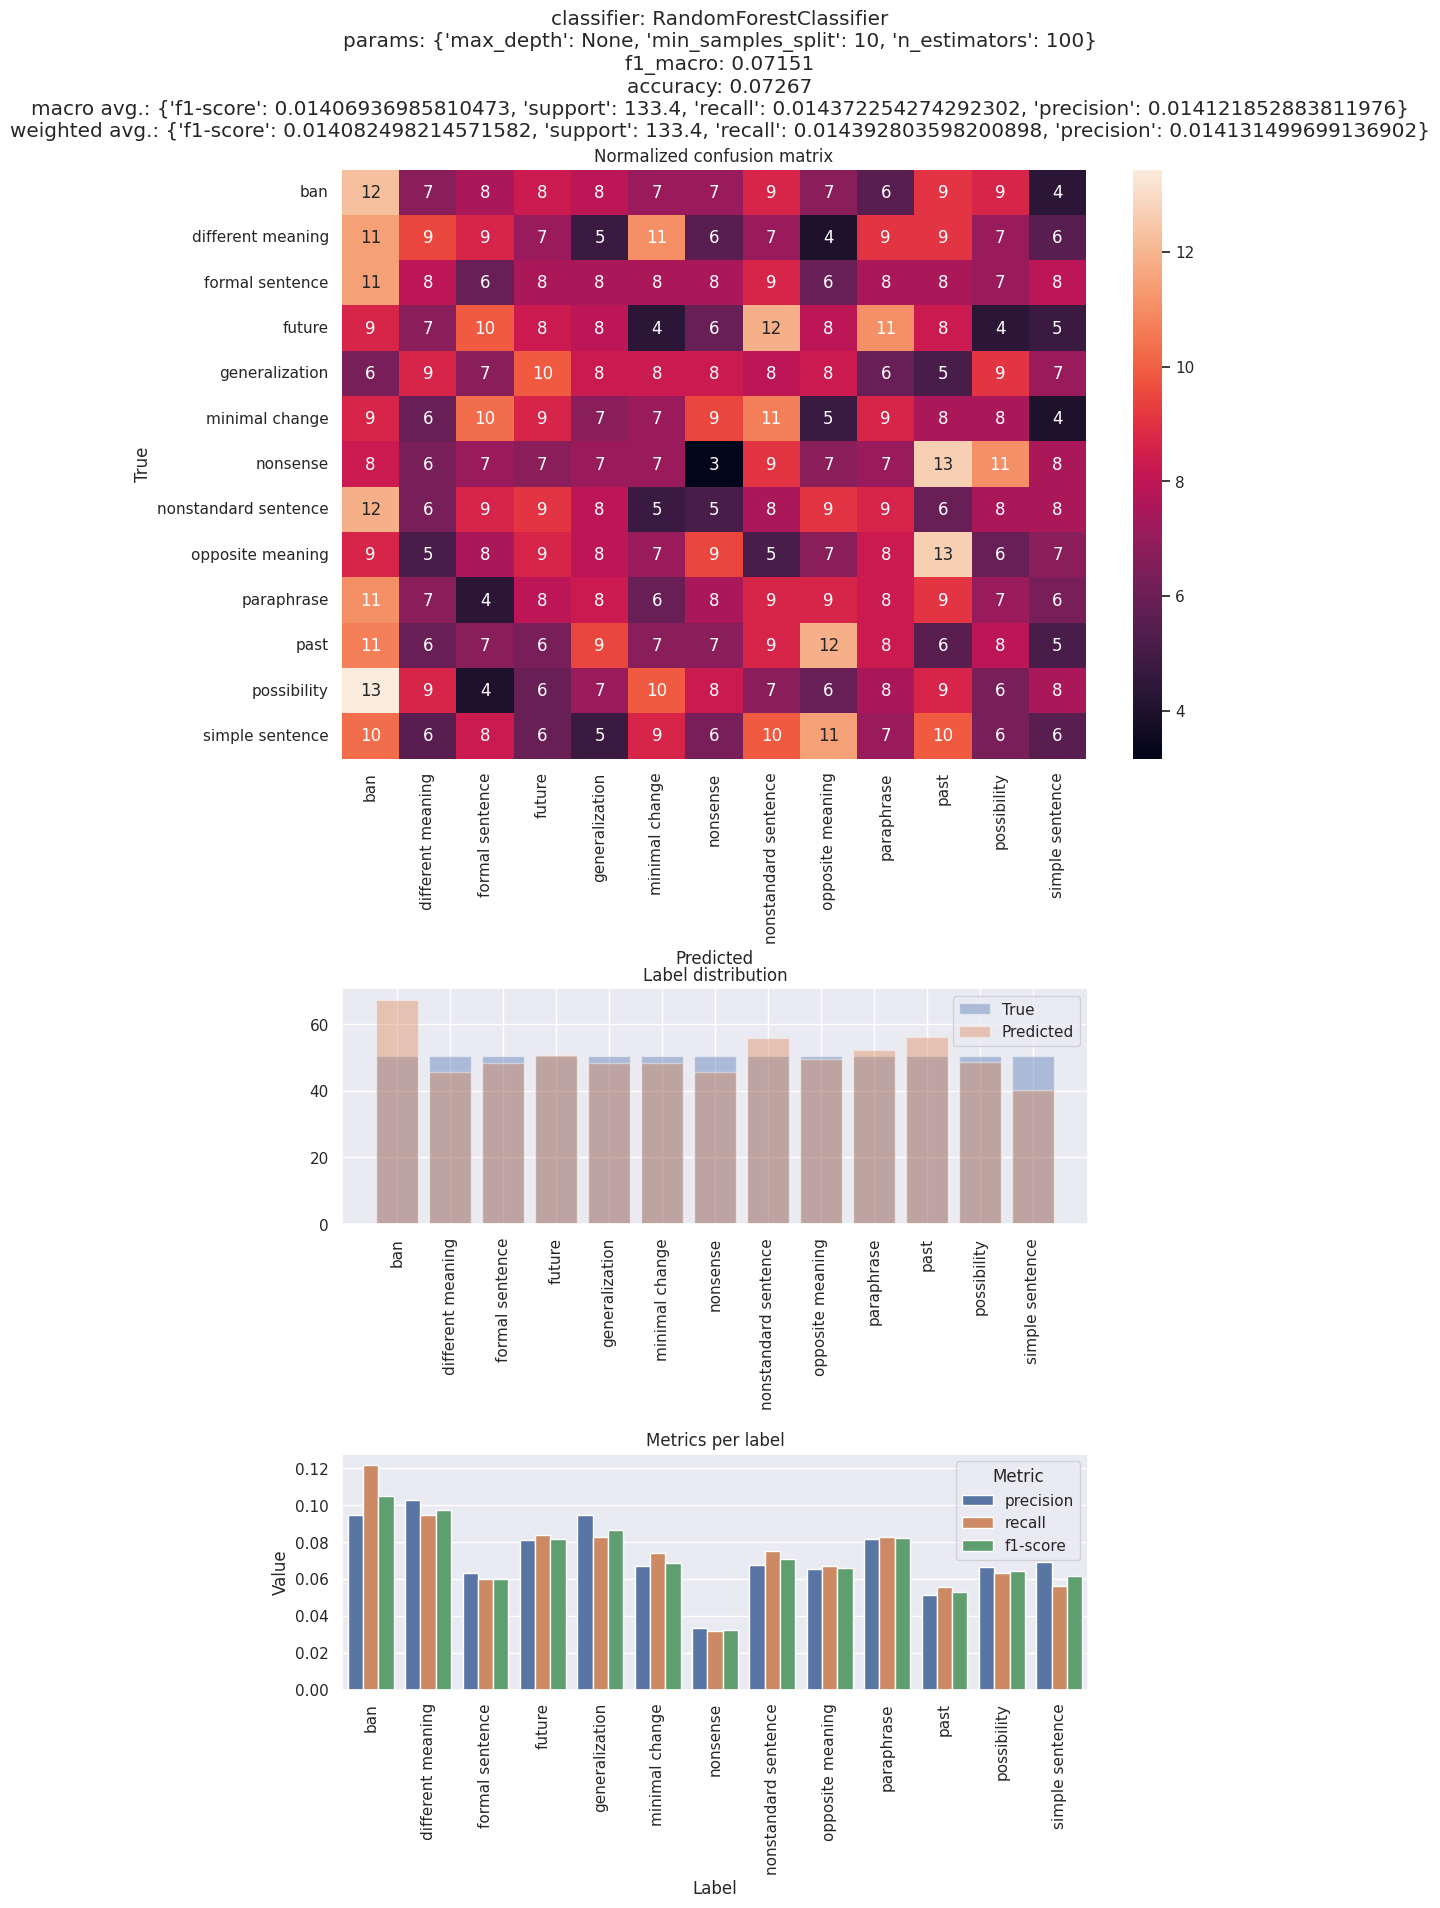 classifier: RandomForestClassifier
params: {'max_depth': None, 'min_samples_split': 10, 'n_estimators': 100}
f1_macro: 0.07151
accuracy: 0.07267
macro avg.: {'f1-score': 0.01406936985810473, 'support': 133.4, 'recall': 0.014372254274292302, 'precision': 0.014121852883811976}
weighted avg.: {'f1-score': 0.014082498214571582, 'support': 133.4, 'recall': 0.014392803598200898, 'precision': 0.014131499699136902}
Normalized confusion matrix
True
ban 12 7 8 8 8 7 7 9 7 6 9 9 4
different meaning 11 9 9 7 5 11 6 7 4 9 9 7 6
formal sentence 11 8 6 8 8 8 8 9 6 8 8 7 8
future 9 7 10 8 8 4 6 12 8 11 8 4 5
generalization 6 9 7 10 8 8 8 8 8 6 5 9 7
minimal change 9 6 10 9 7 7 9 11 5 9 8 8 4
nonsense 8 6 7 7 7 7 3 9 7 7 13 11 8
nonstandard sentence 12 6 9 9 8 5 5 8 9 9 6 8 8
opposite meaning 9 5 8 9 8 7 9 5 7 8 13 6 7
paraphrase 11 7 4 8 8 6 8 9 9 8 9 7 6
past 11 6 7 6 9 7 7 9 12 8 6 8 5
possibility 13 9 4 6 7 10 8 7 6 8 9 6 8
simple sentence 10 6 8 6 5 9 6 10 11 7 10 6 6
12
10
8
6
4
ban
different meaning
formal sentence
future
generalization
minimal change
nonsense
nonstandard sentence
opposite meaning
paraphrase
past
possibility
simple sentence
Predicted
Label distribution
True
Predicted
60
40
20
0
ban
different meaning
formal sentence
future
generalization
minimal change
nonsense
nonstandard sentence
opposite meaning
paraphrase
past
possibility
simple sentence
Metrics per label
Metric
precision
recall
f1-score
Value
0.12
0.10
0.08
0.06
0.04
0.02
0.00
ban
different meaning
formal sentence
future
generalization
minimal change
nonsense
nonstandard sentence
opposite meaning
paraphrase
past
possibility
simple sentence
Label